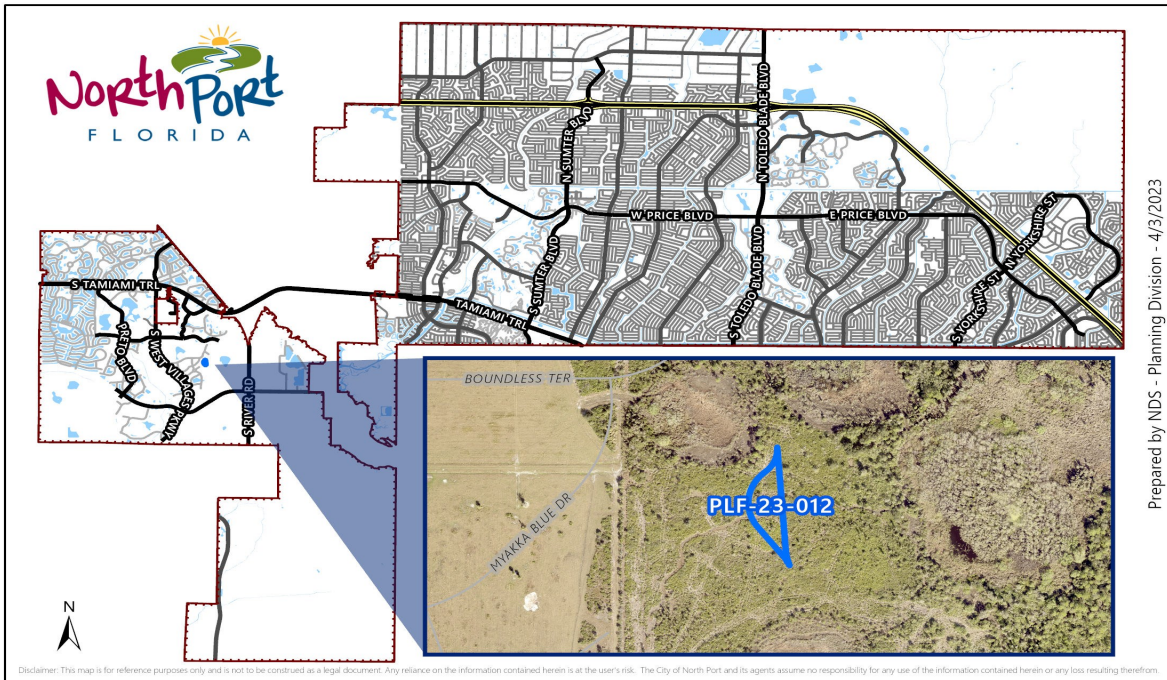 North Port
FLORIDA
N SUMTER BLVD
N TOLEDO BLADE BLVD
W PRICE BLVD
E PRICE BLVD
N YORKSHIRE ST
S YORKSHIRE ST
S SUMTER BLVD
S TOLEDO BLADE BLVD
TAMIAMI TRL
S TAMIAMI TRL
PRETO BLVD
S WEST VILLAGES PKWY
S RIVER RD
BOUNDLESS TER
MYAKKA BLUE DR
PLF-23-012
N
Prepared by NDS - Planning Division - 4/3/2023
Disclaimer: This map is for reference purposes only and is not to be construed as a legal document. Any reliance on the information contained herein is at the user's risk. The City of North Port and its agents assume no responsibility for any use of the information contained herein or any loss resulting therefrom.